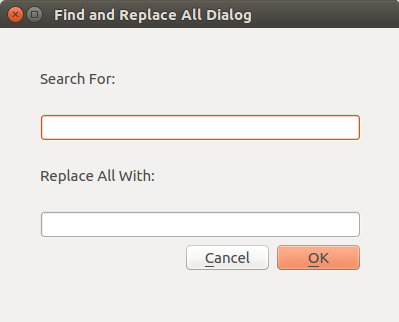 Find and Replace All Dialog
Search For:
Replace All With:
Cancel OK